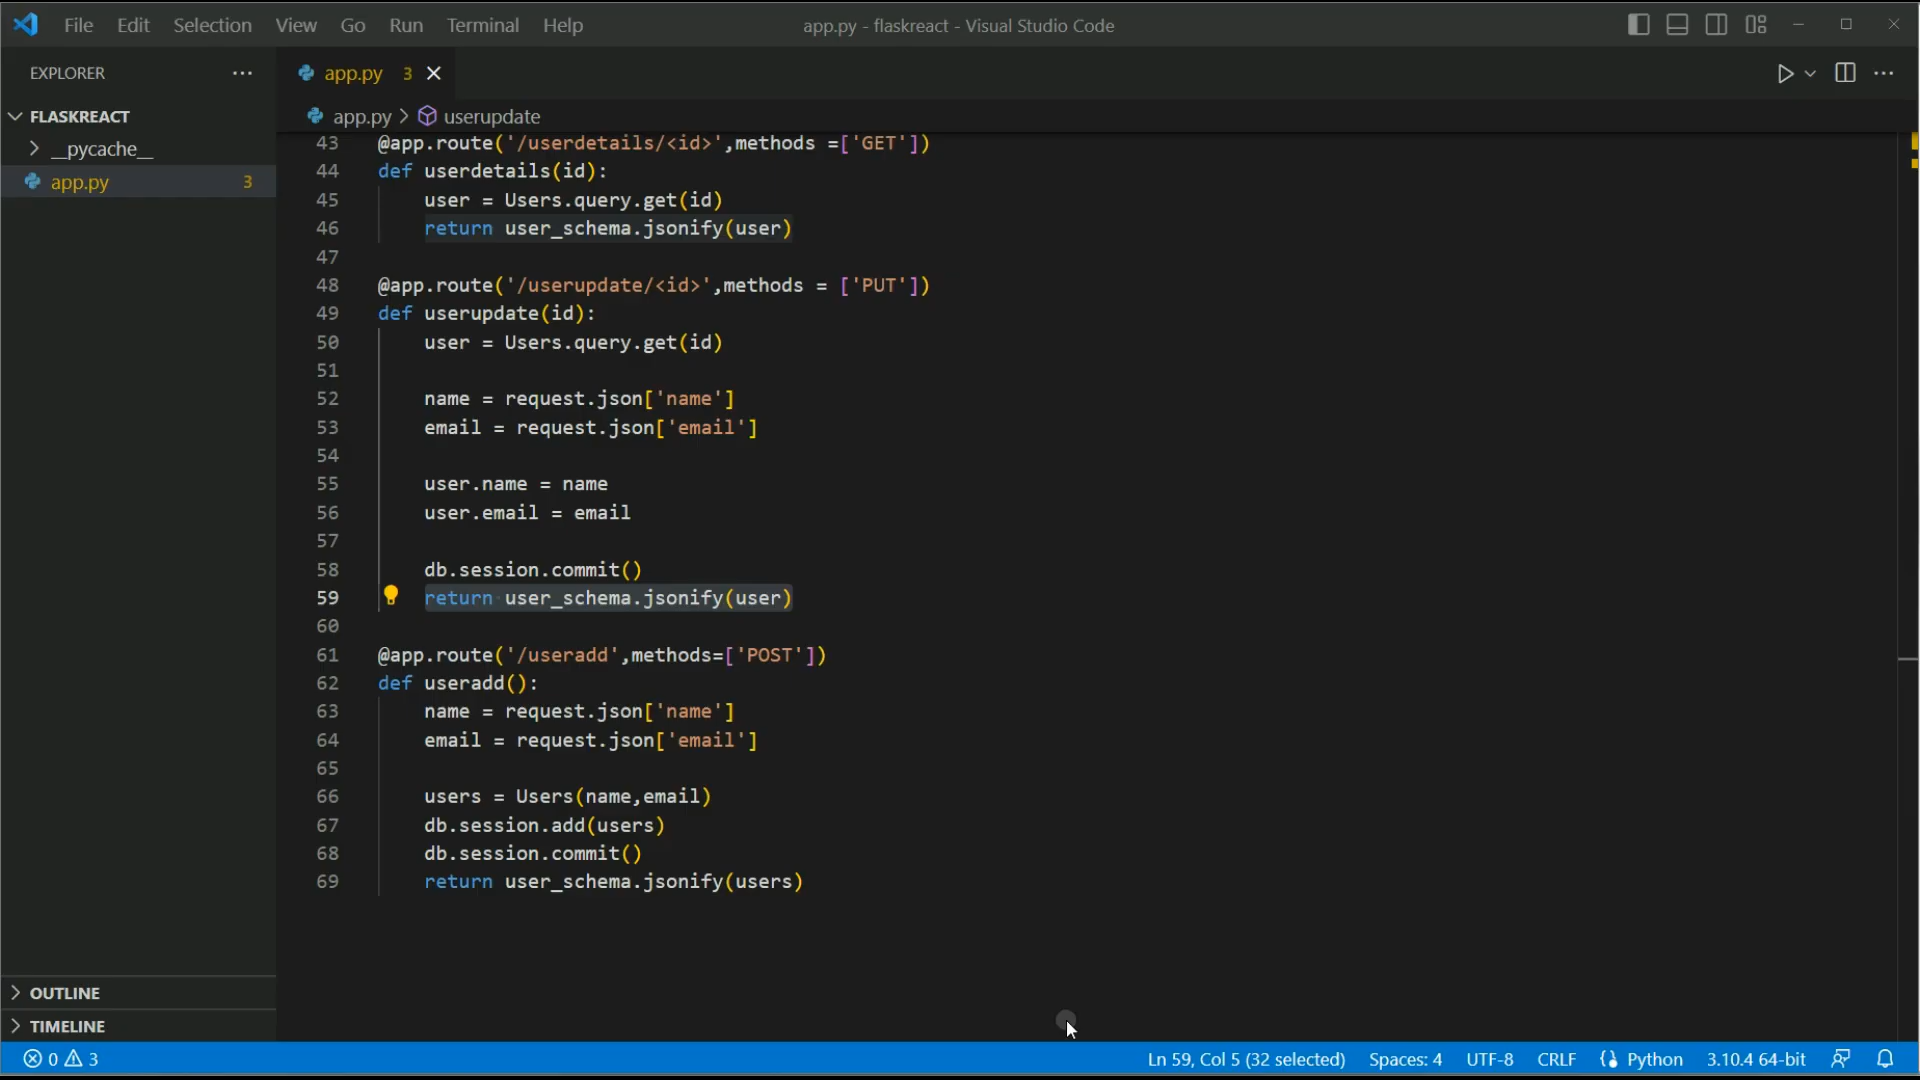 File Edit Selection View Go Run Terminal Help app.py - flaskreact - Visual Studio Code
EXPLORER
app.py 3
FLASKREACT
__pycache__
app.py 3
app.py > userupdate
43 @app.route('/userdetails/<id>',methods =['GET'])
44 def userdetails(id):
45 user = Users.query.get(id)
46 return user_schema.jsonify(user)
47
48 @app.route('/userupdate/<id>',methods = ['PUT'])
49 def userupdate(id):
50 user = Users.query.get(id)
51
52 name = request.json['name']
53 email = request.json['email']
54
55 user.name = name
56 user.email = email
57
58 db.session.commit()
59 return user_schema.jsonify(user)
60
61 @app.route('/useradd',methods=['POST'])
62 def useradd():
63 name = request.json['name']
64 email = request.json['email']
65
66 users = Users(name,email)
67 db.session.add(users)
68 db.session.commit()
69 return user_schema.jsonify(users)
OUTLINE
TIMELINE
0 3 Ln 59, Col 5 (32 selected) Spaces: 4 UTF-8 CRLF Python 3.10.4 64-bit